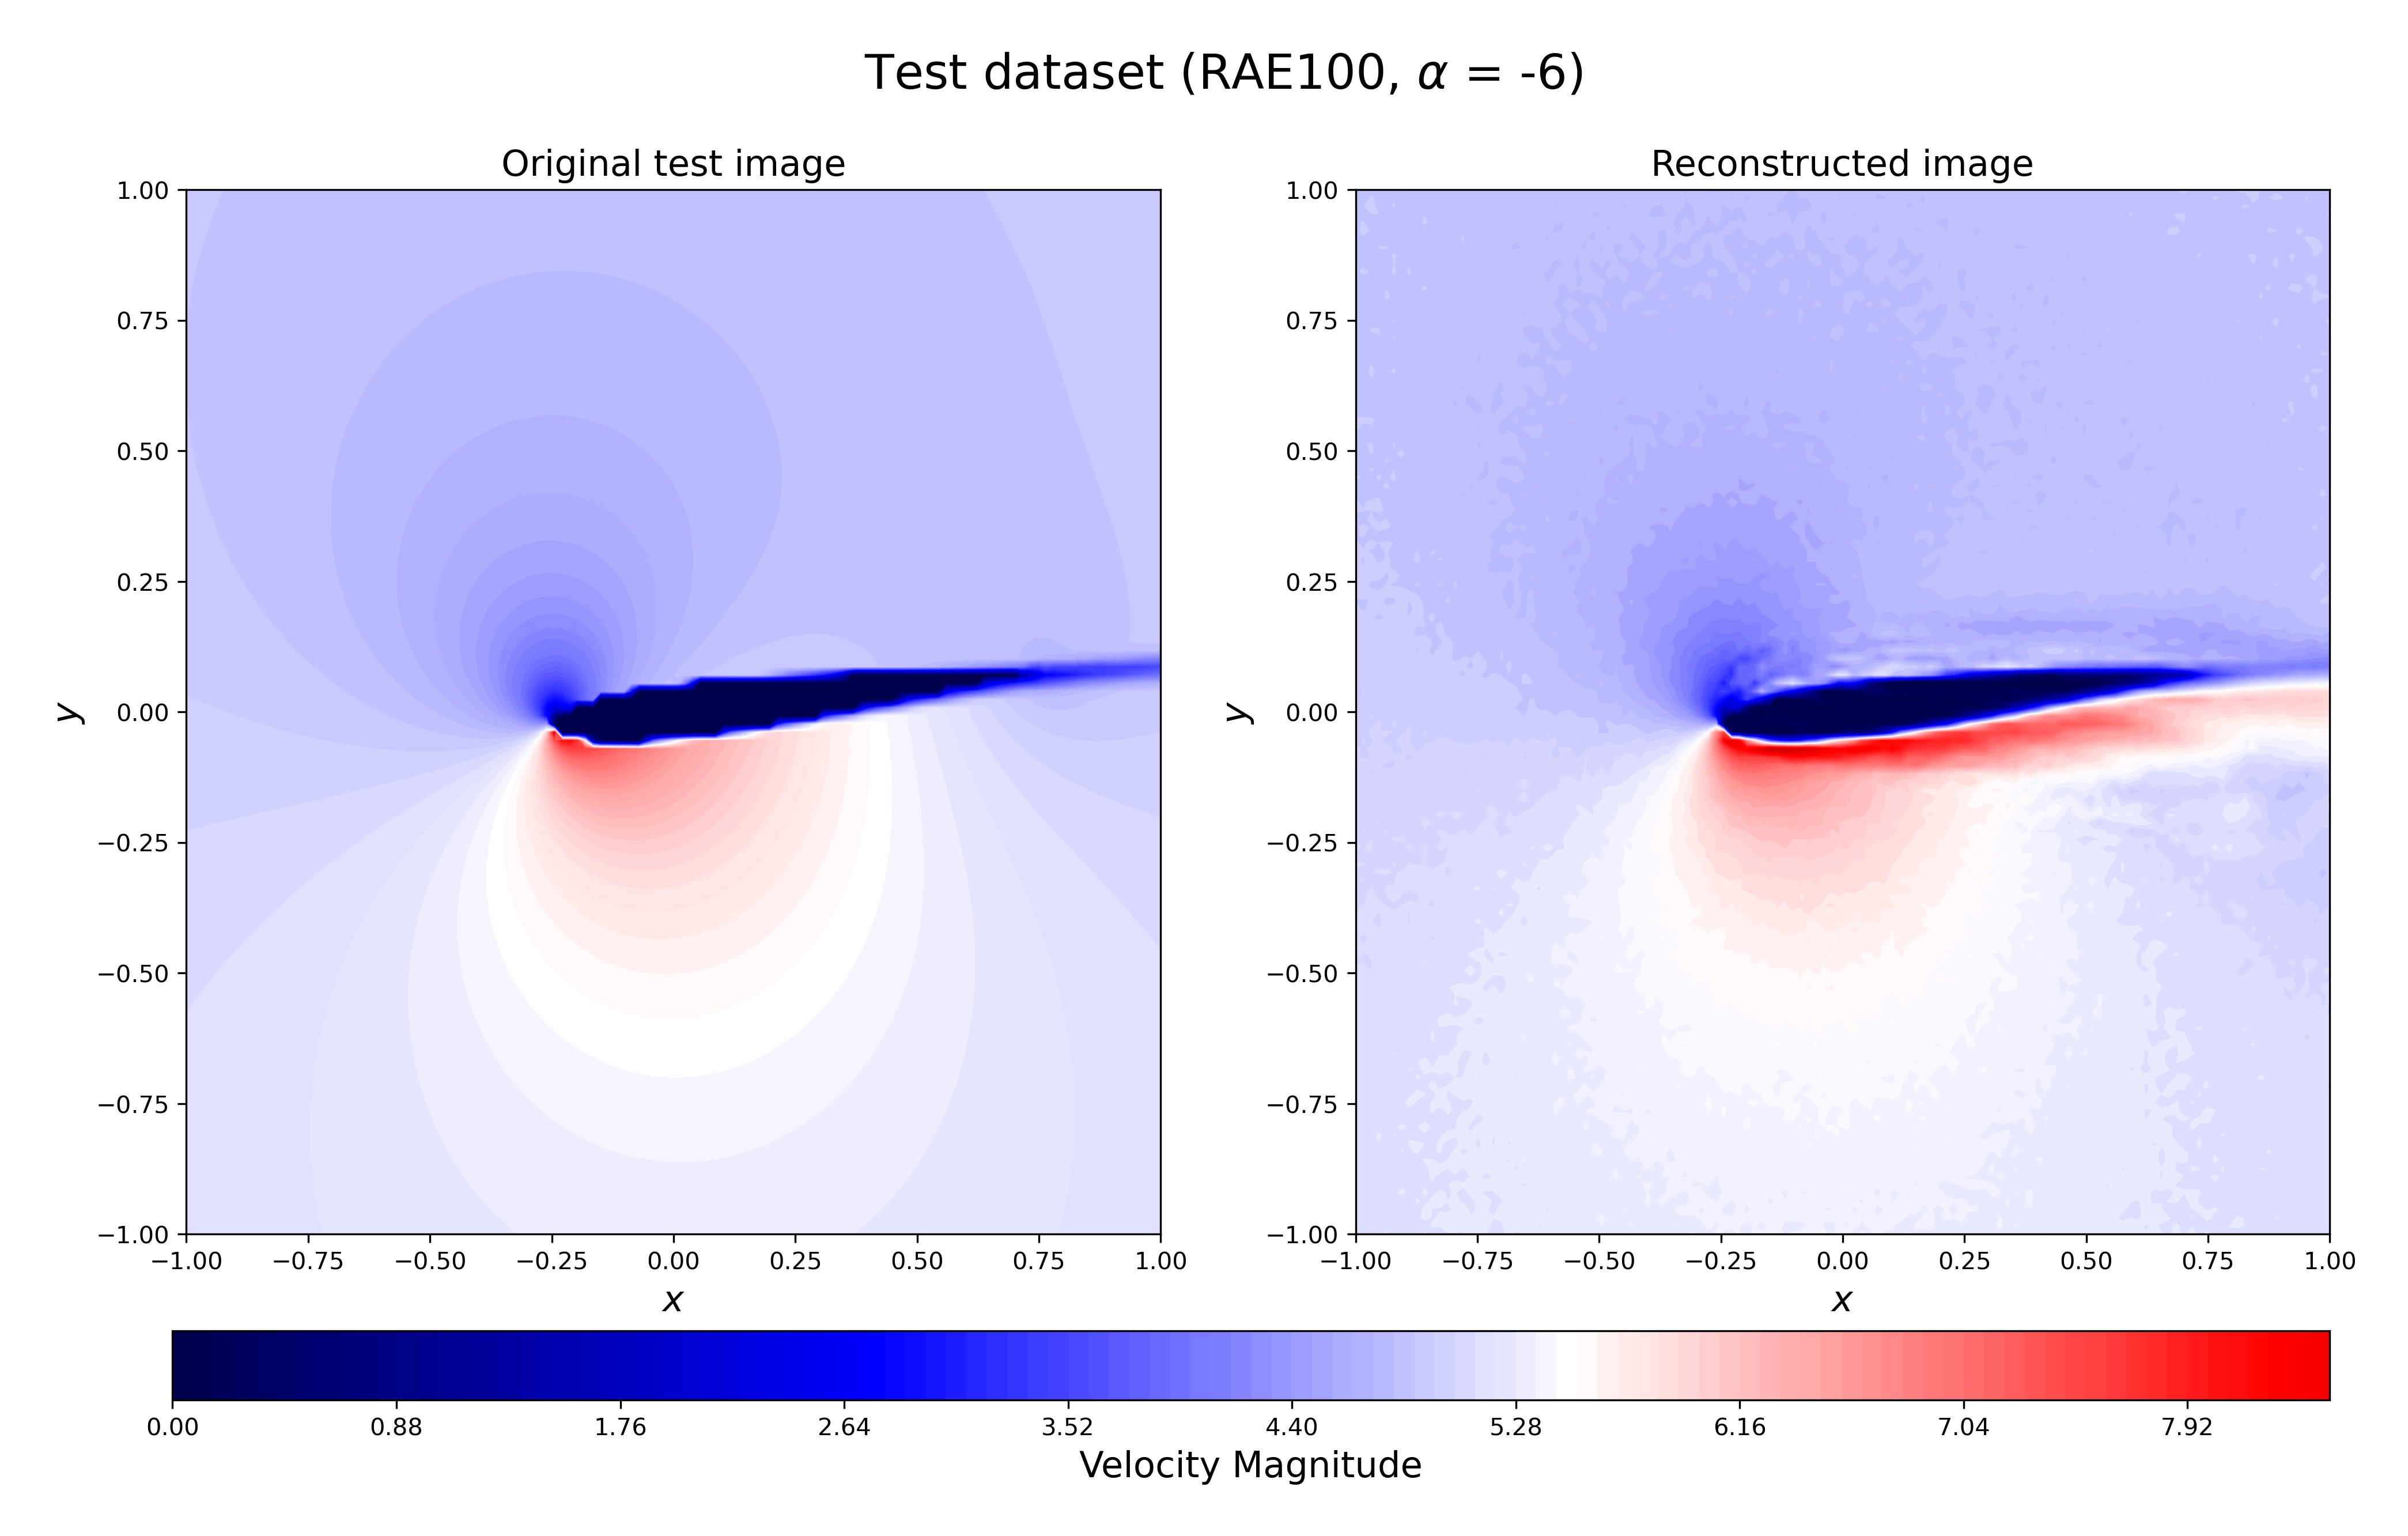 Test dataset (RAE100, α = -6)
Original test image
Reconstructed image
1.00
0.75
0.50
0.25
0.00
−0.25
−0.50
−0.75
−1.00
y
−1.00 −0.75 −0.50 −0.25 0.00 0.25 0.50 0.75 1.00
x
1.00
0.75
0.50
0.25
0.00
−0.25
−0.50
−0.75
−1.00
y
−1.00 −0.75 −0.50 −0.25 0.00 0.25 0.50 0.75 1.00
x
0.00 0.88 1.76 2.64 3.52 4.40 5.28 6.16 7.04 7.92
Velocity Magnitude